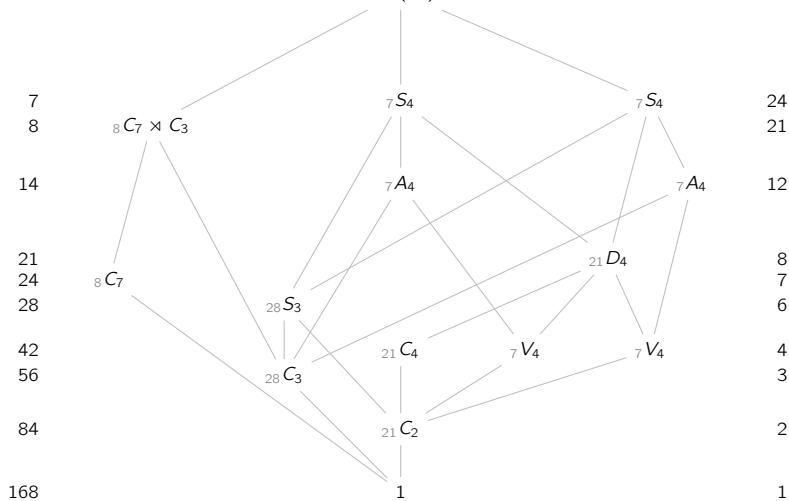 7 7S4 7S4 24
8 8C7 ⋊ C3 21
14 7A4 7A4 12
21 21D4 8
24 8C7 7
28 28S3 6
42 21C4 7V4 7V4 4
56 28C3 3
84 21C2 2
168 1 1